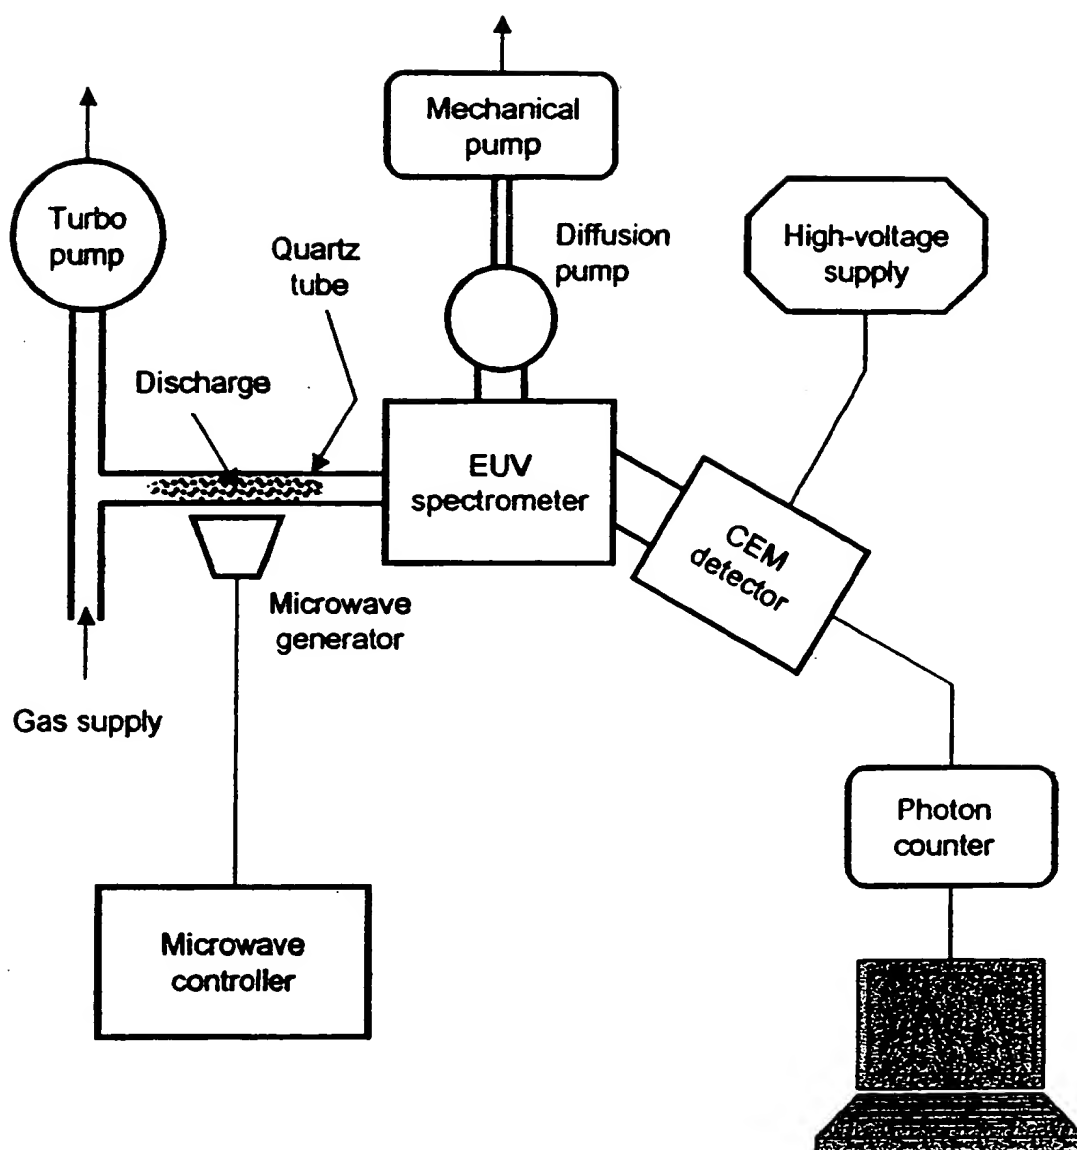 Mechanical
pump
Turbo
pump
Quartz
tube
Diffusion
pump
High-voltage
supply
Discharge
EUV
spectrometer
CEM
detector
Microwave
generator
Gas supply
Photon
counter
Microwave
controller